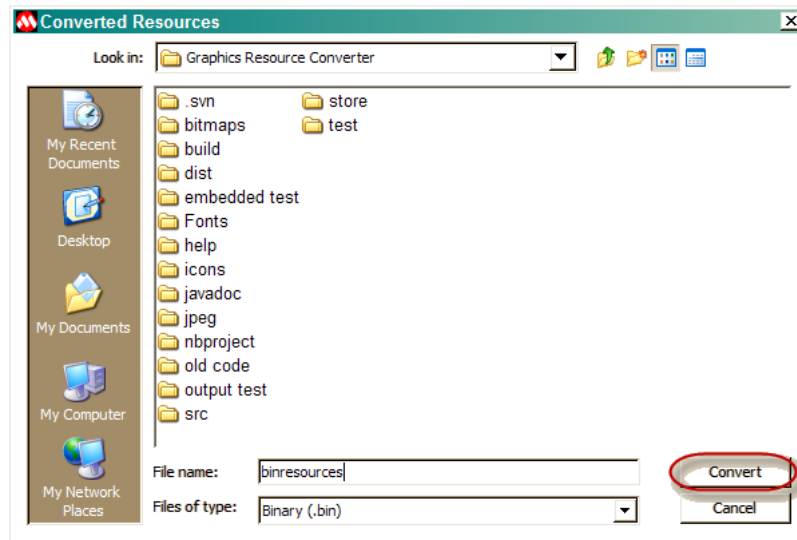 Converted Resources
Look in: Graphics Resource Converter
.svn
bitmaps
build
dist
embedded test
Fonts
help
icons
javadoc
jpeg
nbproject
old code
output test
src
store
test
My Recent
Documents
Desktop
My Documents
My Computer
My Network
Places
File name: binresources Convert
Files of type: Binary (.bin) Cancel